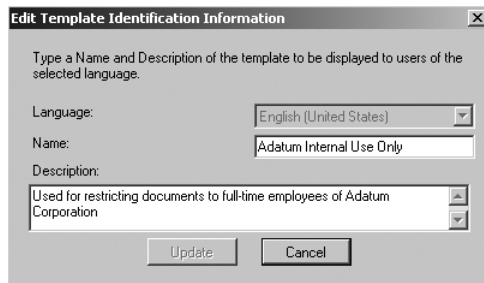 Edit Template Identification Information
Type a Name and Description of the template to be displayed to users of the
selected language.
Language:
English (United States)
Name:
Adatum Internal Use Only
Description:
Used for restricting documents to full-time employees of Adatum
Corporation
Update
Cancel